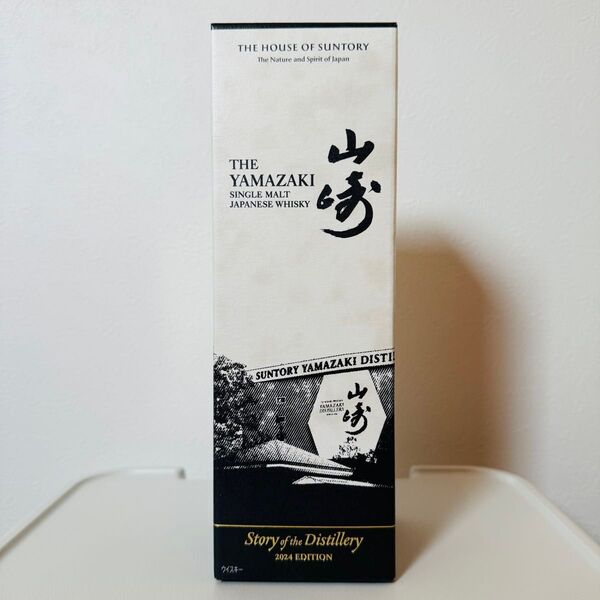 THE HOUSE OF SUNTORY
The Nature and Spirit of Japan
THE
YAMAZAKI
SINGLE MALT
JAPANESE WHISKY
山崎
SUNTORY YAMAZAKI DISTI
YAMAZAKI
DISTILLERY
山崎
Story of the Distillery
2024 EDITION
ウイスキー